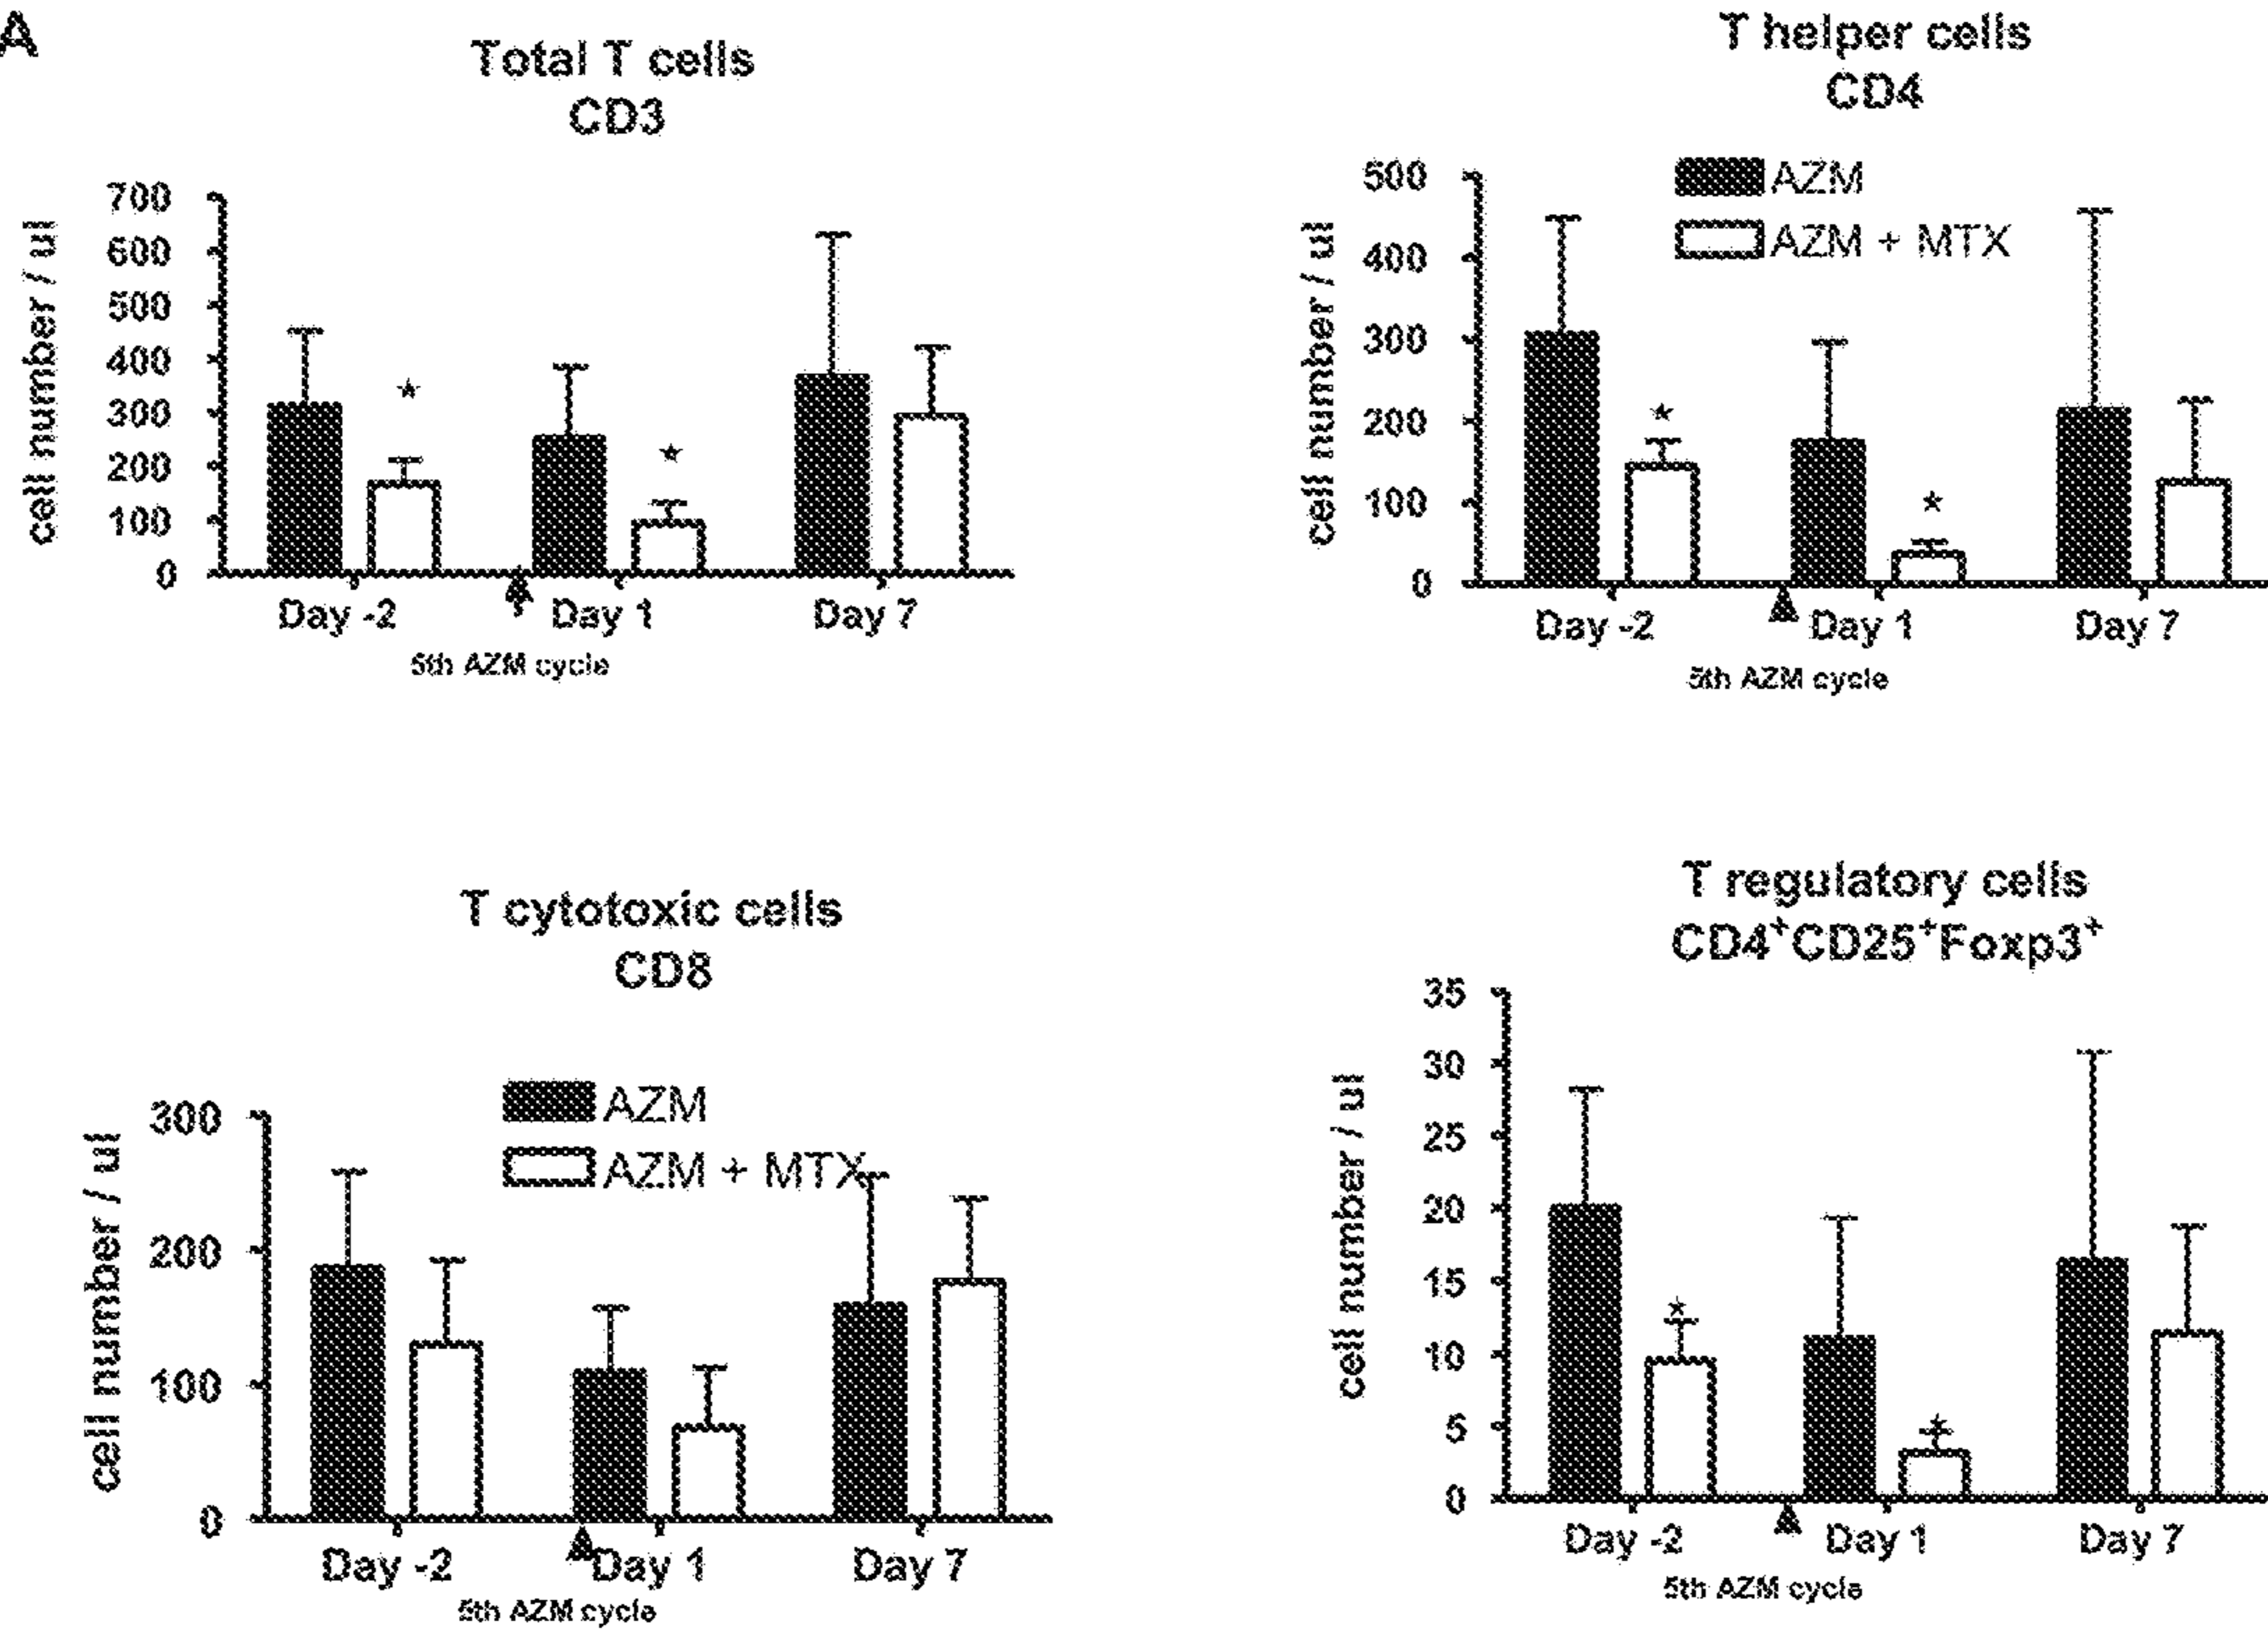 A
Total T cells
CD3
cell number / ul
700
600
500
400
300
200
100
0
Day -2
Day 1
Day 7
5th AZM cycle
T helper cells
CD4
AZM
AZM + MTX
cell number / ul
500
400
300
200
100
0
Day -2
Day 1
Day 7
5th AZM cycle
T cytotoxic cells
CD8
AZM
AZM + MTX
cell number / ul
300
200
100
0
Day -2
Day 1
Day 7
5th AZM cycle
T regulatory cells
CD4⁺CD25⁺Foxp3⁺
cell number / ul
35
30
25
20
15
10
5
0
Day -2
Day 1
Day 7
5th AZM cycle